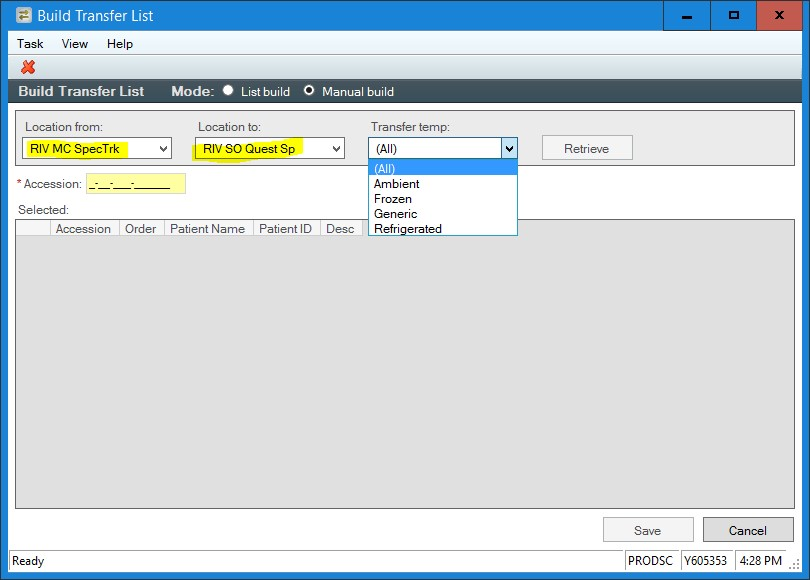 Build Transfer List
Task View Help
Build Transfer List Mode: List build Manual build
Location from: Location to: Transfer temp:
RIV MC SpecTrk RIV SO Quest Sp (All) Retrieve
(All)
* Accession: _-__-___-______ Ambient
Frozen
Selected: Generic
Accession Order Patient Name Patient ID Desc Refrigerated
Save Cancel
Ready PRODSC Y605353 4:28 PM